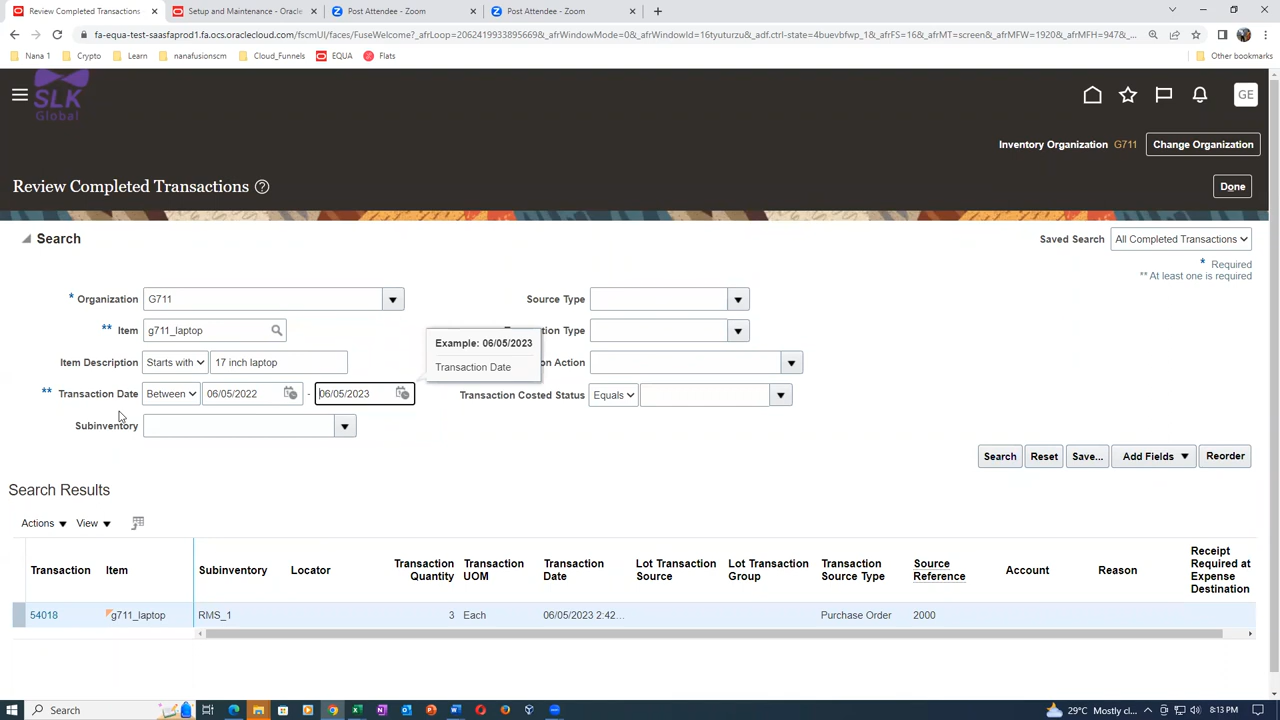 Review Completed Transactions
Setup and Maintenance - Oracle
Post Attendee - Zoom
Post Attendee - Zoom
fa-equa-test-saasfaprod1.fa.ocs.oraclecloud.com/fscmUI/faces/FuseWelcome?_afrLoop=20624199338956698&_afrWindowMode=0&_afrWindowId=16tyuturzu&_adf.ctrl-state=4buevbfwp_1&_afrFS=16&_afrMT=screen&_afrMFW=1920&_afrMFH=947&_a...
Nana 1
Crypto
Learn
nanafusionscm
Cloud_Funnels
EQUA
Flats
Other bookmarks
SLK
Global
GE
Inventory Organization G711 Change Organization
Review Completed Transactions ?
Done
Search
Saved Search All Completed Transactions
* Required
** At least one is required
* Organization G711
Source Type
** Item g711_laptop
tion Type
Example: 06/05/2023
Transaction Date
Item Description Starts with 17 inch laptop
on Action
** Transaction Date Between 06/05/2022 - 06/05/2023
Transaction Costed Status Equals
Subinventory
Search Reset Save... Add Fields Reorder
Search Results
Actions View
Transaction Item Subinventory Locator Transaction Quantity Transaction UOM Transaction Date Lot Transaction Source Lot Transaction Group Transaction Source Type Source Reference Account Reason Receipt Required at Expense Destination
54018 g711_laptop RMS_1 3 Each 06/05/2023 2:42... Purchase Order 2000
Search
29°C Mostly cl...
8:13 PM